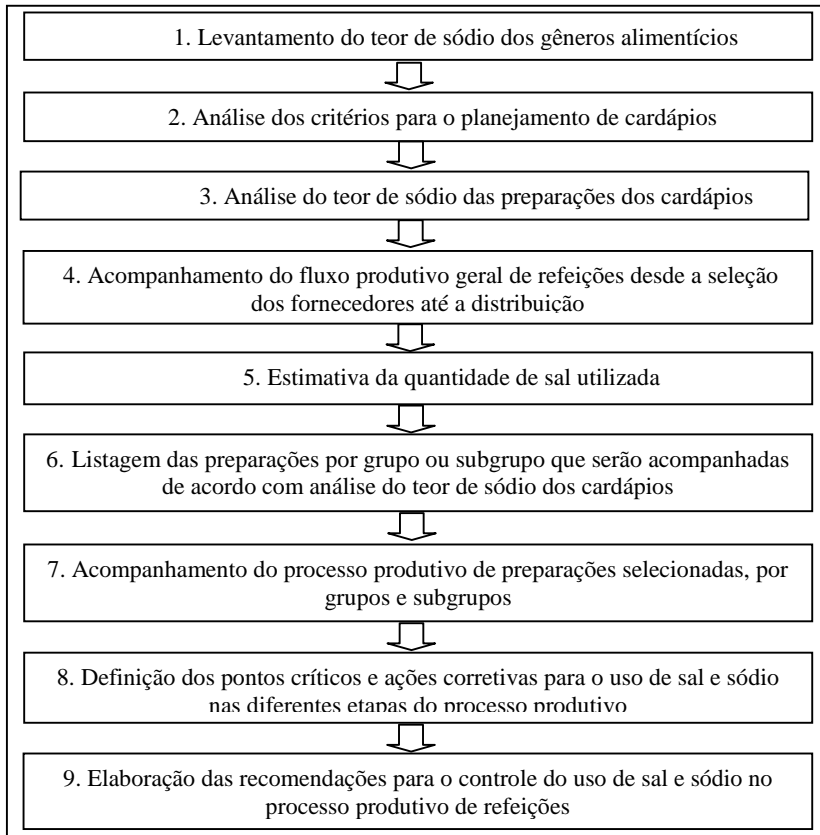 1. Levantamento do teor de sódio dos gêneros alimentícios
2. Análise dos critérios para o planejamento de cardápios
3. Análise do teor de sódio das preparações dos cardápios
4. Acompanhamento do fluxo produtivo geral de refeições desde a seleção
dos fornecedores até a distribuição
5. Estimativa da quantidade de sal utilizada
6. Listagem das preparações por grupo ou subgrupo que serão acompanhadas
de acordo com análise do teor de sódio dos cardápios
7. Acompanhamento do processo produtivo de preparações selecionadas, por
grupos e subgrupos
8. Definição dos pontos críticos e ações corretivas para o uso de sal e sódio
nas diferentes etapas do processo produtivo
9. Elaboração das recomendações para o controle do uso de sal e sódio no
processo produtivo de refeições